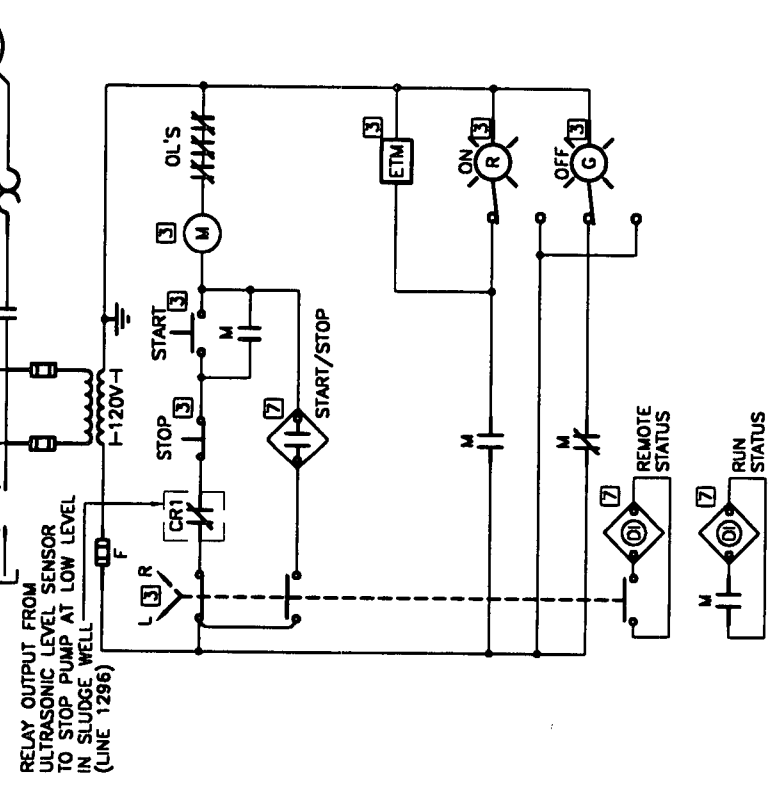 RELAY OUTPUT FROM
ULTRASONIC LEVEL SENSOR
TO STOP PUMP AT LOW LEVEL
IN SLUDGE WELL
(LINE 1296)
F
120V
L
R
3
CR1
STOP
3
START
3
M
3
M
OL'S
7
START/STOP
3
ETM
ON
3
R
OFF
3
G
M
M
7
DI
REMOTE
STATUS
M
7
DI
RUN
STATUS